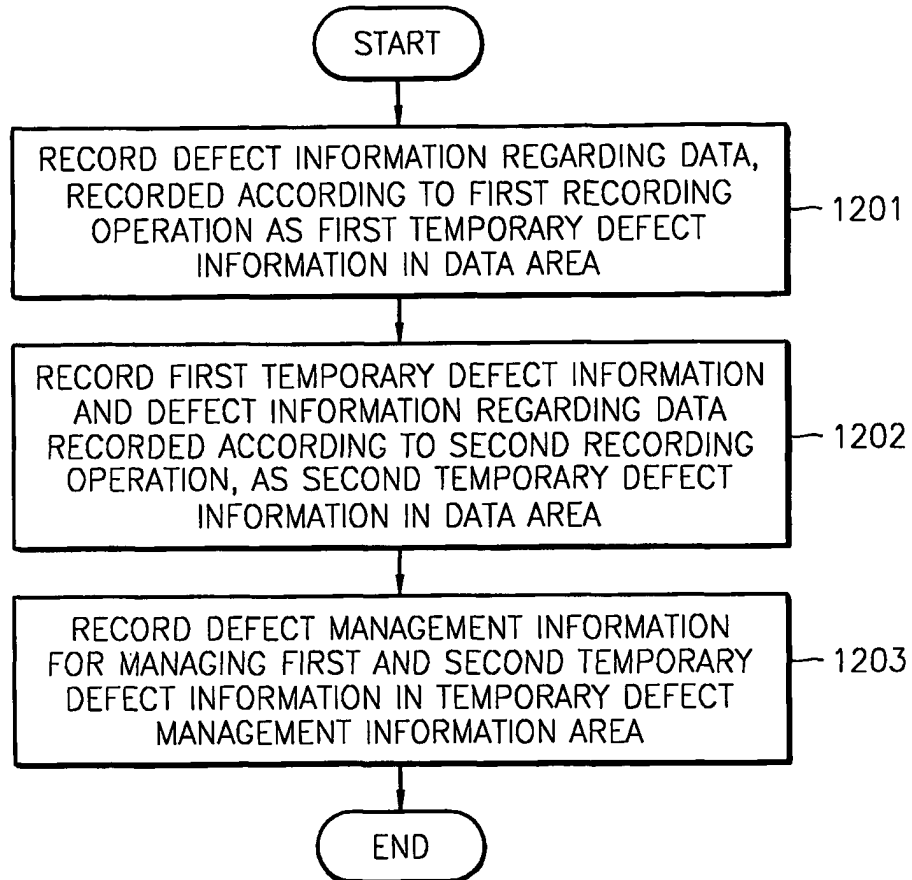 START
RECORD DEFECT INFORMATION REGARDING DATA,
RECORDED ACCORDING TO FIRST RECORDING
OPERATION AS FIRST TEMPORARY DEFECT
INFORMATION IN DATA AREA
1201
RECORD FIRST TEMPORARY DEFECT INFORMATION
AND DEFECT INFORMATION REGARDING DATA
RECORDED ACCORDING TO SECOND RECORDING
OPERATION, AS SECOND TEMPORARY DEFECT
INFORMATION IN DATA AREA
1202
RECORD DEFECT MANAGEMENT INFORMATION
FOR MANAGING FIRST AND SECOND TEMPORARY
DEFECT INFORMATION IN TEMPORARY DEFECT
MANAGEMENT INFORMATION AREA
1203
END